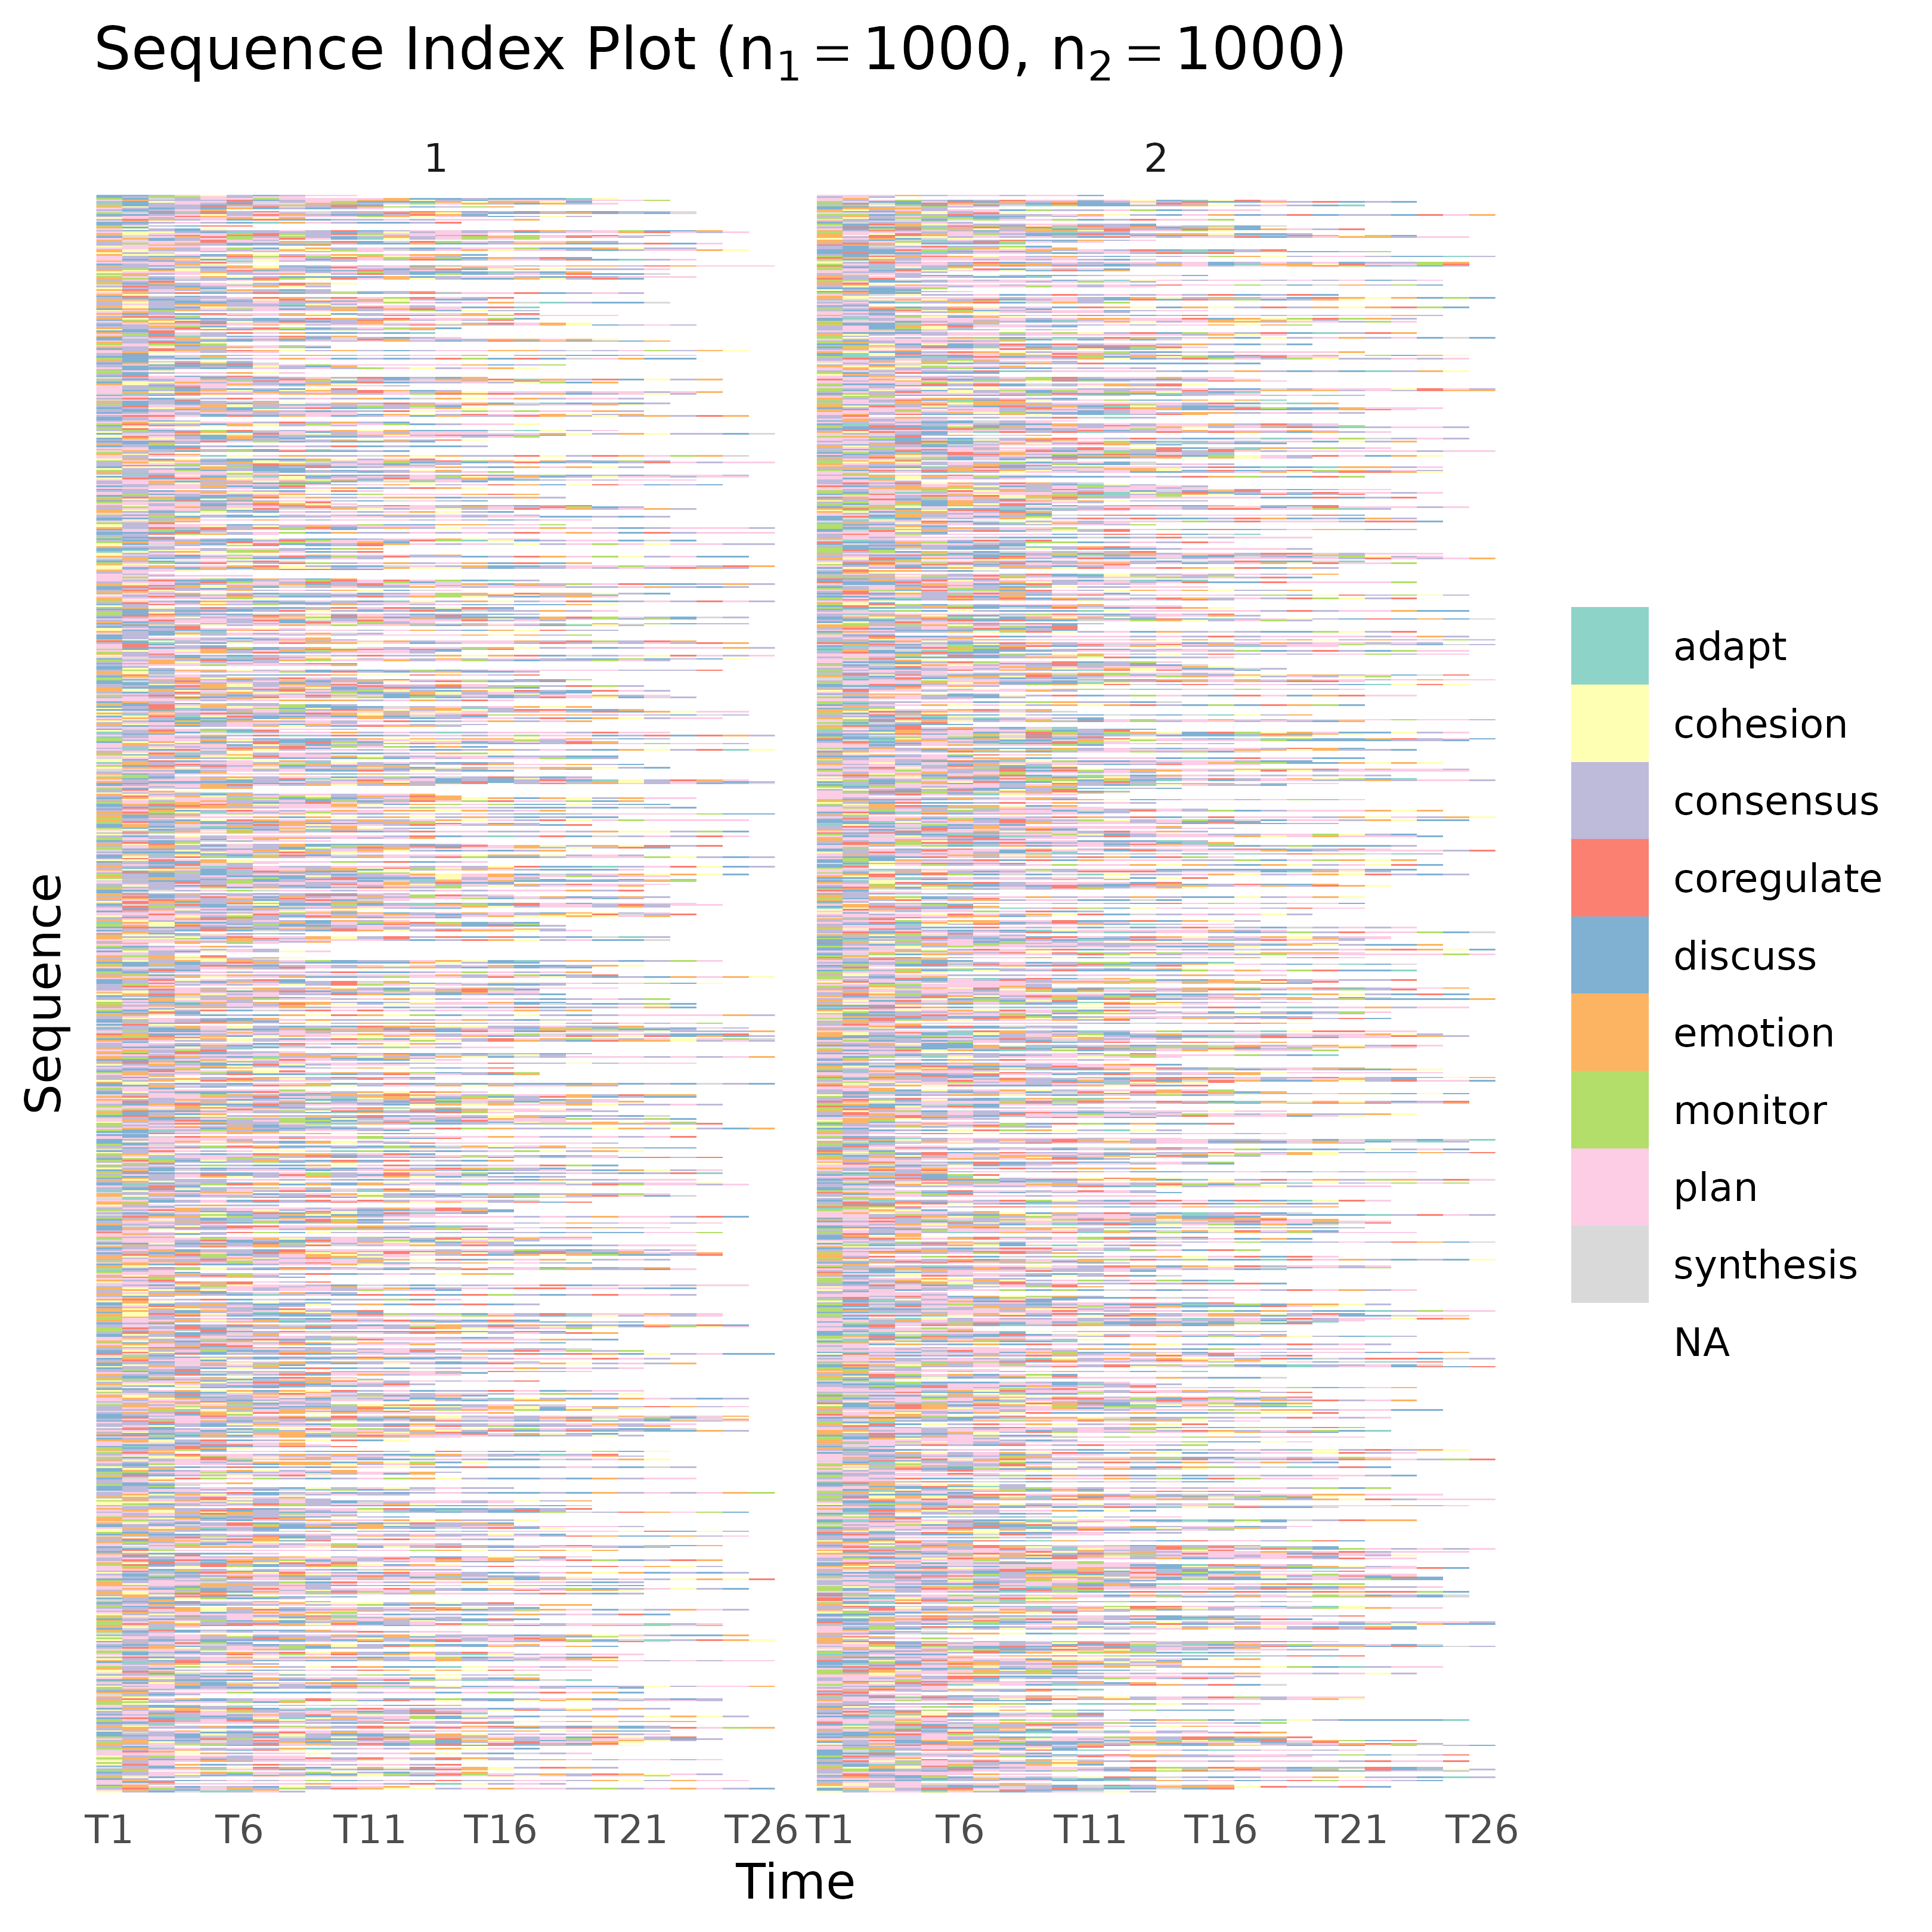 Sequence Index Plot (n₁ = 1000, n₂ = 1000)
1
2
Sequence
adapt
cohesion
consensus
coregulate
discuss
emotion
monitor
plan
synthesis
NA
T1 T6 T11 T16 T21 T26 T1 T6 T11 T16 T21 T26
Time